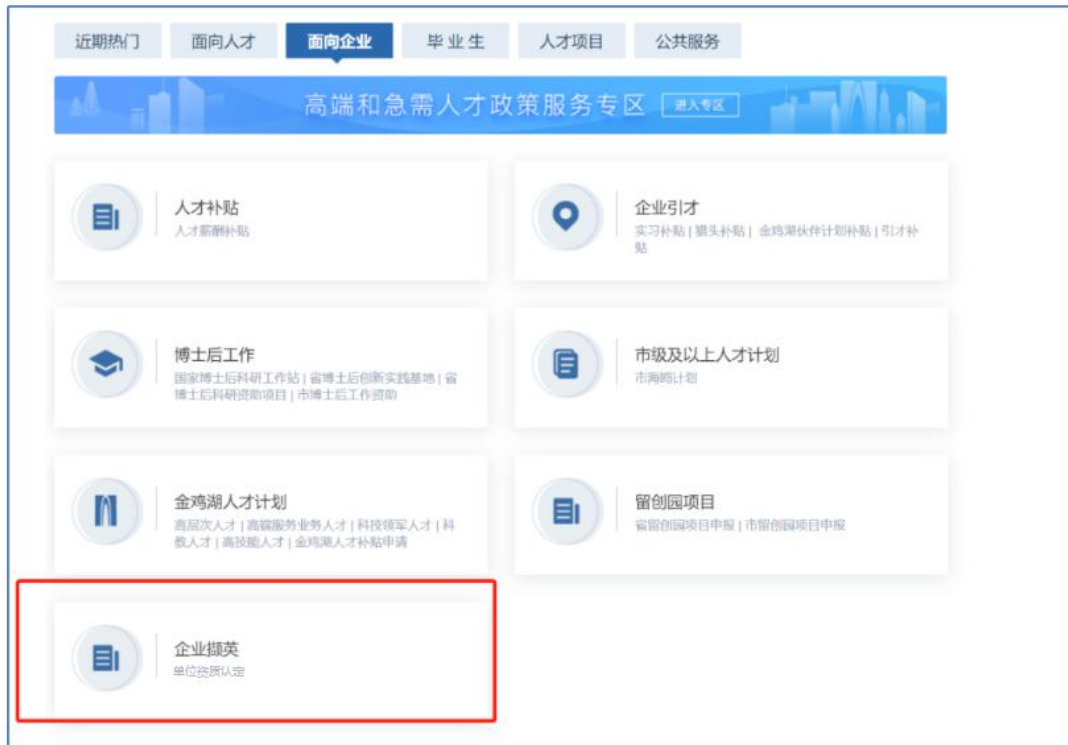 近期热门 面向人才 面向企业 毕业生 人才项目 公共服务
高端和急需人才政策服务专区 进入专区
人才补贴
人才薪酬补贴
企业引才
实习补贴 | 猎头补贴 | 金鸡湖伙伴计划补贴 | 引才补
贴
博士后工作
国家博士后科研工作站 | 省博士后创新实践基地 | 省
博士后科研资助项目 | 市博士后工作资助
市级及以上人才计划
市海鸥计划
金鸡湖人才计划
高层次人才 | 高端服务业务人才 | 科技领军人才 | 科
教人才 | 高技能人才 | 金鸡湖人才补贴申请
留创园项目
省留创园项目申报 | 市留创园项目申报
企业撷英
单位资质认定